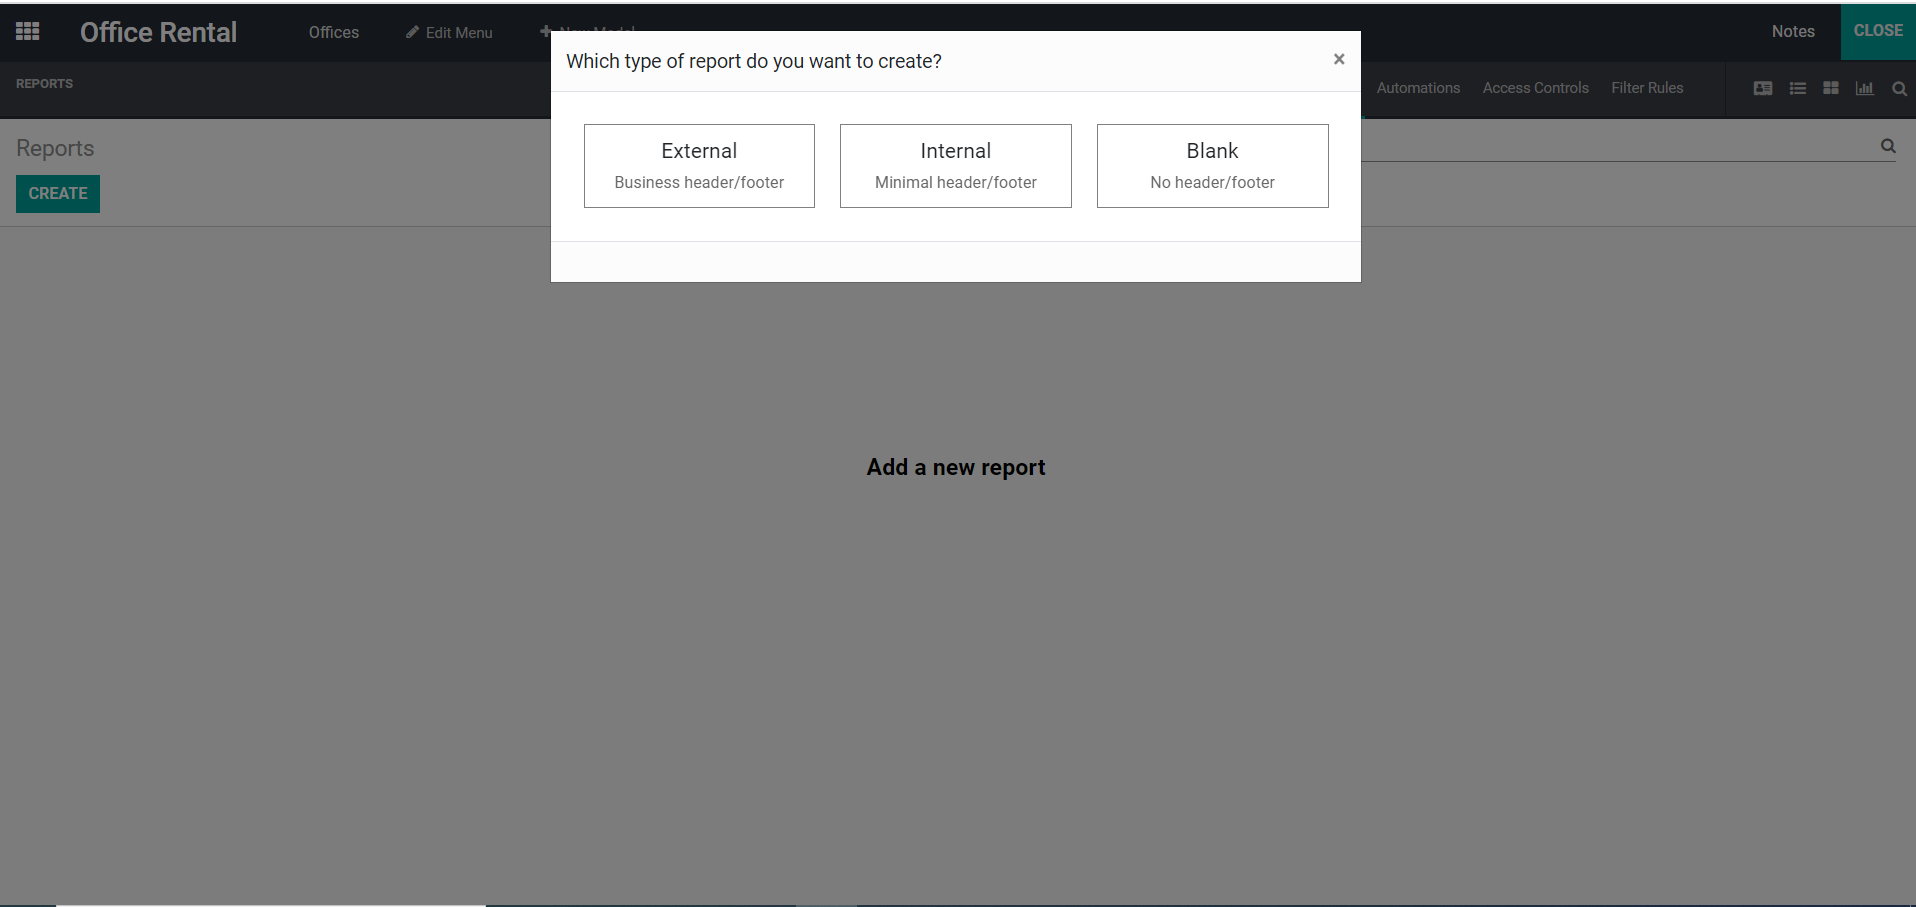 Office Rental
Offices
Edit Menu
New Model
Notes
CLOSE
REPORTS
Automations
Access Controls
Filter Rules
Which type of report do you want to create?
×
External
Business header/footer
Internal
Minimal header/footer
Blank
No header/footer
Reports
CREATE
Add a new report